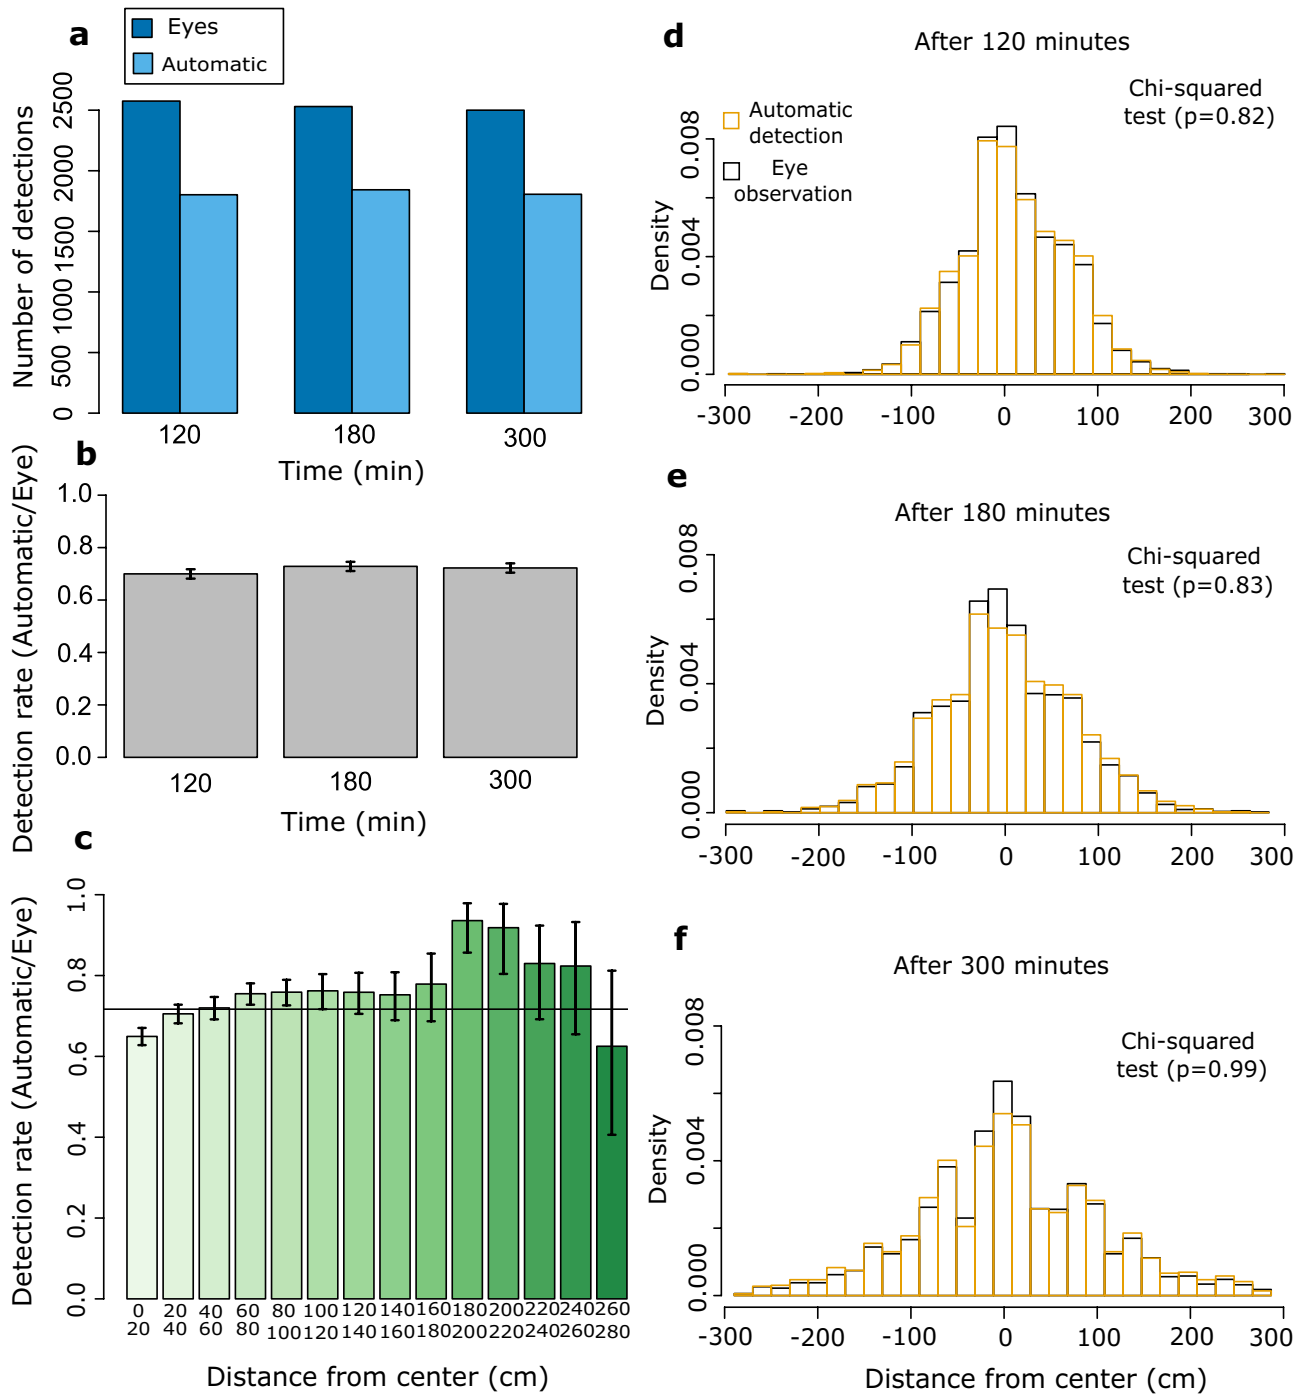 a
Eyes
Automatic
Number of detections
0 500 1000 1500 2000 2500
120 180 300
Time (min)
b
Detection rate (Automatic/Eye)
0.0 0.2 0.4 0.6 0.8 1.0
120 180 300
Time (min)
c
Detection rate (Automatic/Eye)
0.0 0.2 0.4 0.6 0.8 1.0
0 20 40 60 80 100 120 140 160 180 200 220 240 260
20 40 60 80 100 120 140 160 180 200 220 240 260 280
Distance from center (cm)
d
After 120 minutes
Chi-squared
test (p=0.82)
Automatic
detection
Eye
observation
Density
0.000 0.004 0.008
-300 -200 -100 0 100 200 300
e
After 180 minutes
Chi-squared
test (p=0.83)
Density
0.000 0.004 0.008
-300 -200 -100 0 100 200 300
f
After 300 minutes
Chi-squared
test (p=0.99)
Density
0.000 0.004 0.008
-300 -200 -100 0 100 200 300
Distance from center (cm)